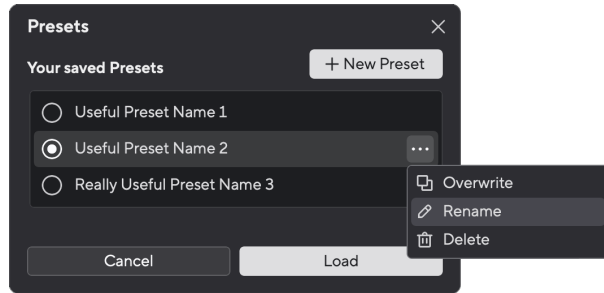 Presets
Your saved Presets
+ New Preset
Useful Preset Name 1
Useful Preset Name 2
Really Useful Preset Name 3
Overwrite
Rename
Delete
Cancel
Load